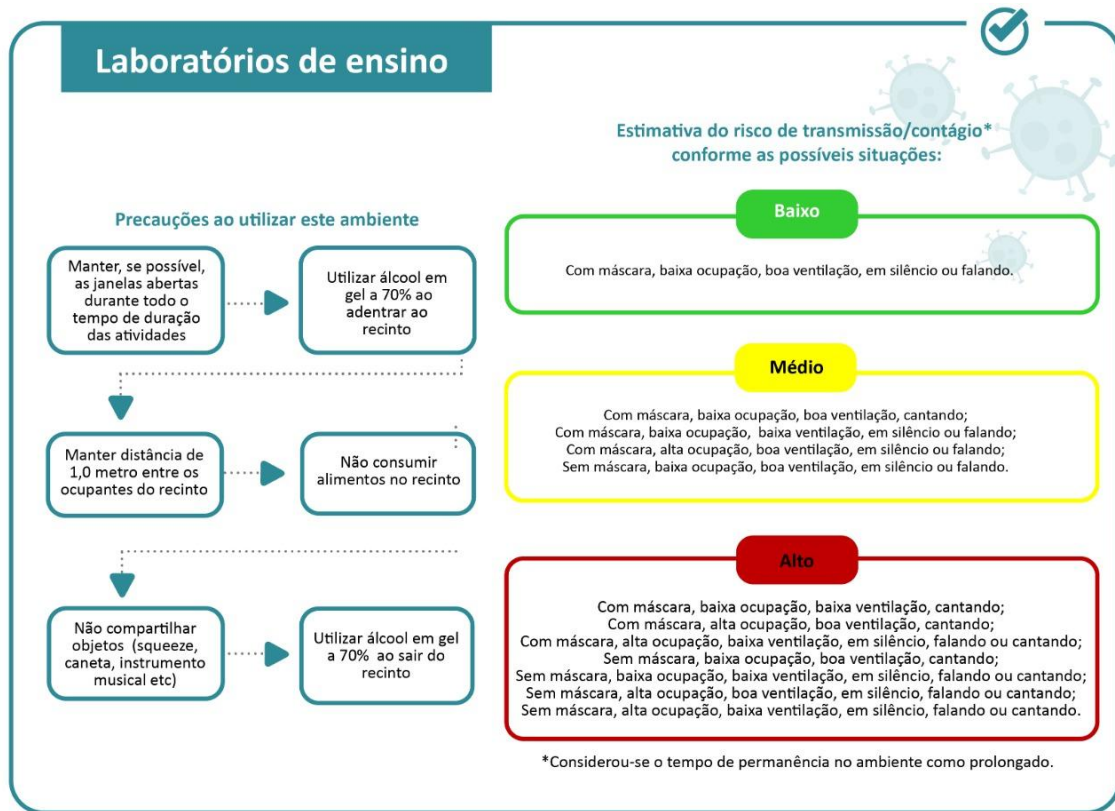 Laboratórios de ensino
Precauções ao utilizar este ambiente
Manter, se possível,
as janelas abertas
durante todo o
tempo de duração
das atividades
Utilizar álcool em
gel a 70% ao
adentrar ao
recinto
Manter distância de
1,0 metro entre os
ocupantes do recinto
Não consumir
alimentos no recinto
Não compartilhar
objetos (squeeze,
caneta, instrumento
musical etc)
Utilizar álcool em gel
a 70% ao sair do
recinto
Estimativa do risco de transmissão/contágio*
conforme as possíveis situações:
Baixo
Com máscara, baixa ocupação, boa ventilação, em silêncio ou falando.
Médio
Com máscara, baixa ocupação, boa ventilação, cantando;
Com máscara, baixa ocupação, baixa ventilação, em silêncio ou falando;
Com máscara, alta ocupação, boa ventilação, em silêncio ou falando;
Sem máscara, baixa ocupação, boa ventilação, em silêncio ou falando.
Alto
Com máscara, baixa ocupação, baixa ventilação, cantando;
Com máscara, alta ocupação, boa ventilação, cantando;
Com máscara, alta ocupação, baixa ventilação, em silêncio, falando ou cantando;
Sem máscara, baixa ocupação, boa ventilação, cantando;
Sem máscara, baixa ocupação, baixa ventilação, em silêncio, falando ou cantando;
Sem máscara, alta ocupação, boa ventilação, em silêncio, falando ou cantando;
Sem máscara, alta ocupação, baixa ventilação, em silêncio, falando ou cantando.
*Considerou-se o tempo de permanência no ambiente como prolongado.